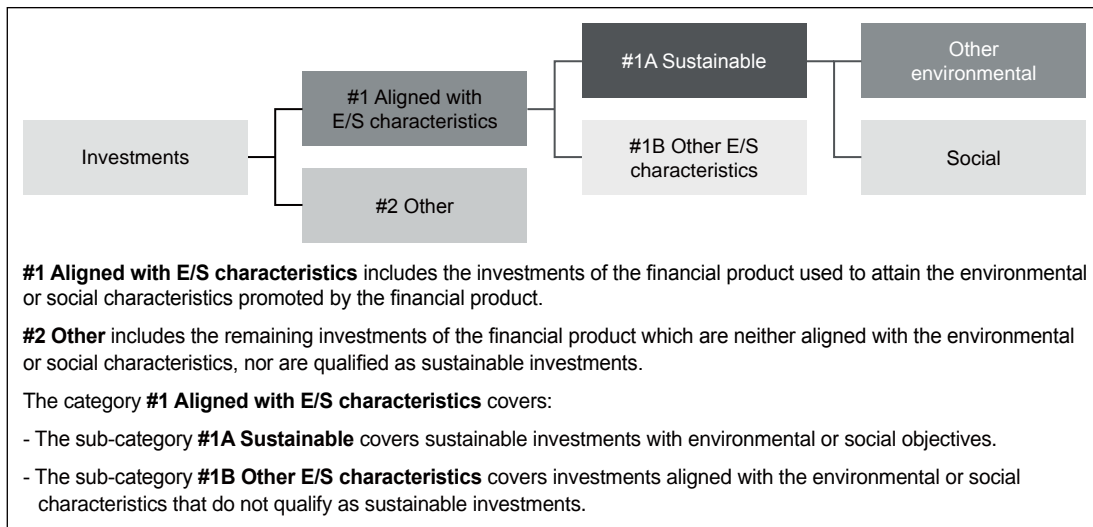 Investments
#1 Aligned with
E/S characteristics
#2 Other
#1A Sustainable
#1B Other E/S
characteristics
Other
environmental
Social
#1 Aligned with E/S characteristics includes the investments of the financial product used to attain the environmental
or social characteristics promoted by the financial product.
#2 Other includes the remaining investments of the financial product which are neither aligned with the environmental
or social characteristics, nor are qualified as sustainable investments.
The category #1 Aligned with E/S characteristics covers:
- The sub-category #1A Sustainable covers sustainable investments with environmental or social objectives.
- The sub-category #1B Other E/S characteristics covers investments aligned with the environmental or social
characteristics that do not qualify as sustainable investments.